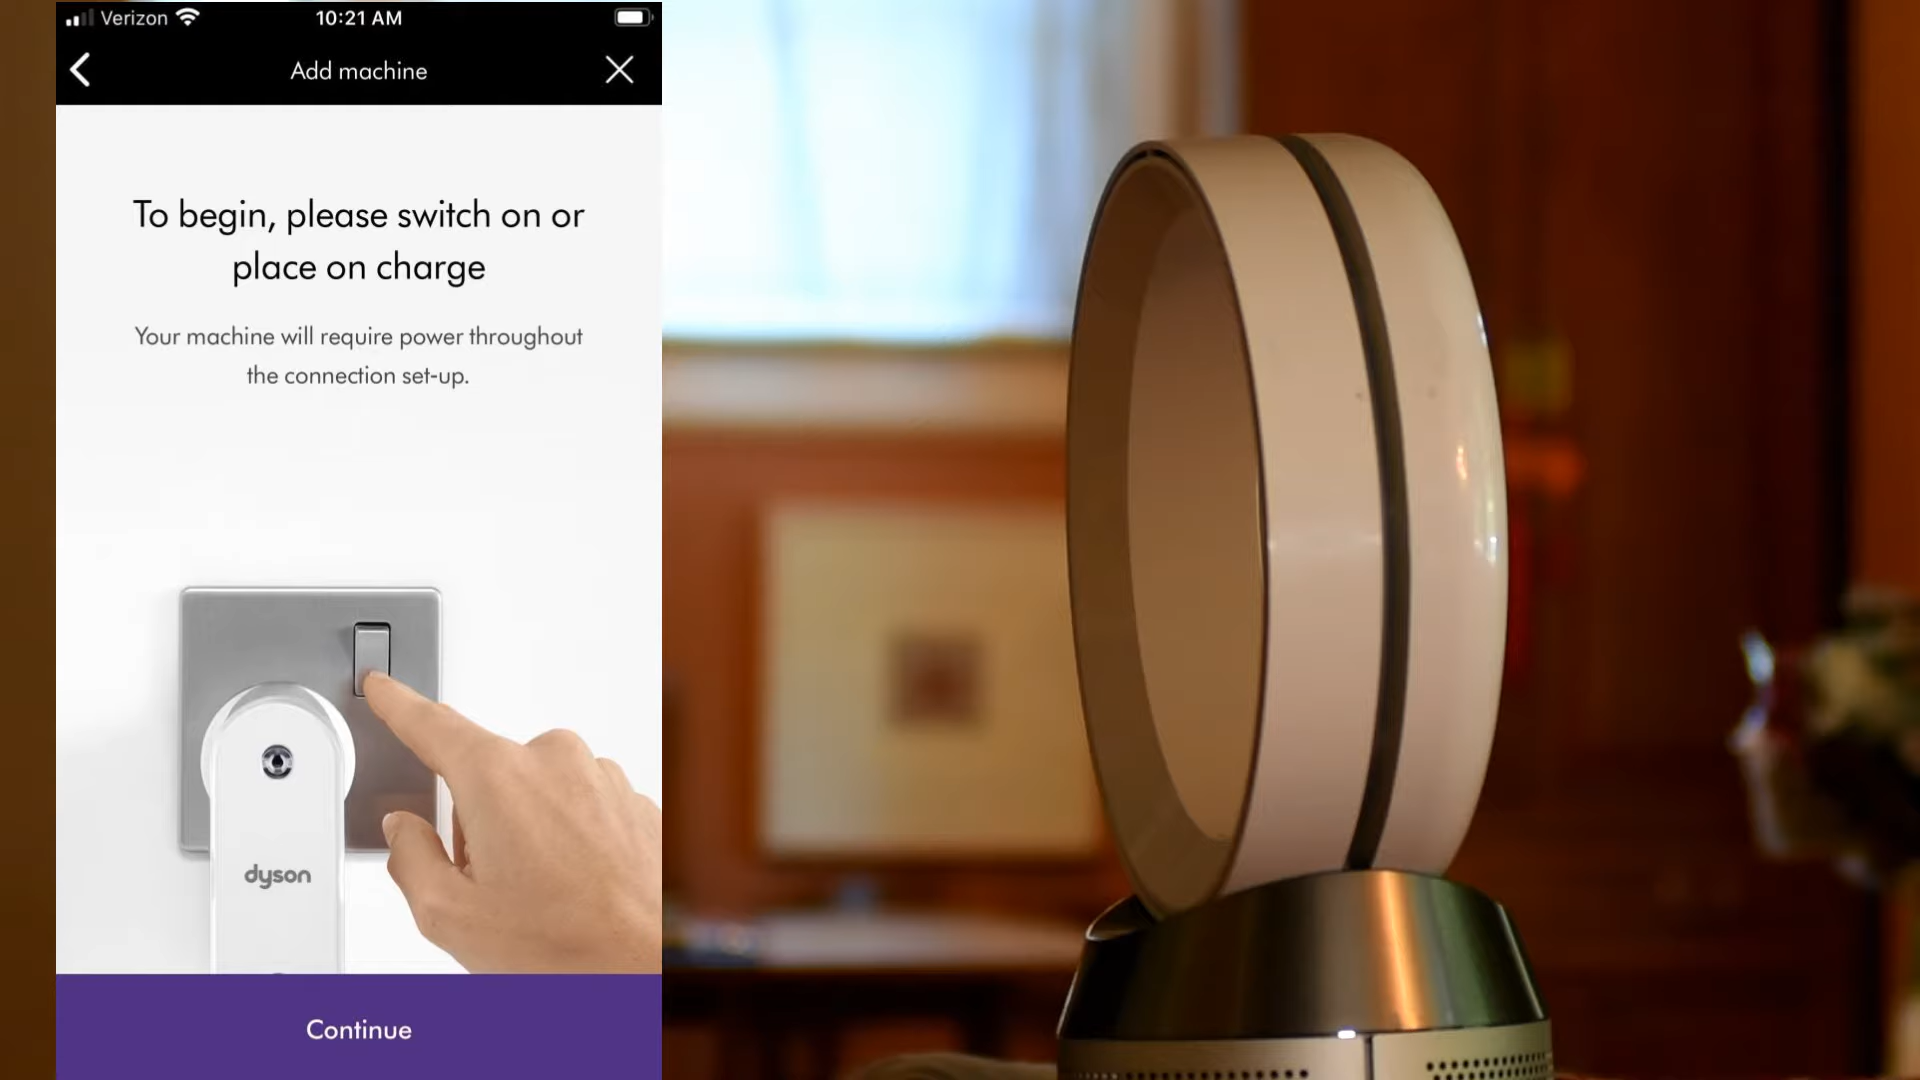 Verizon 10:21 AM
Add machine
To begin, please switch on or
place on charge
Your machine will require power throughout
the connection set-up.
dyson
Continue